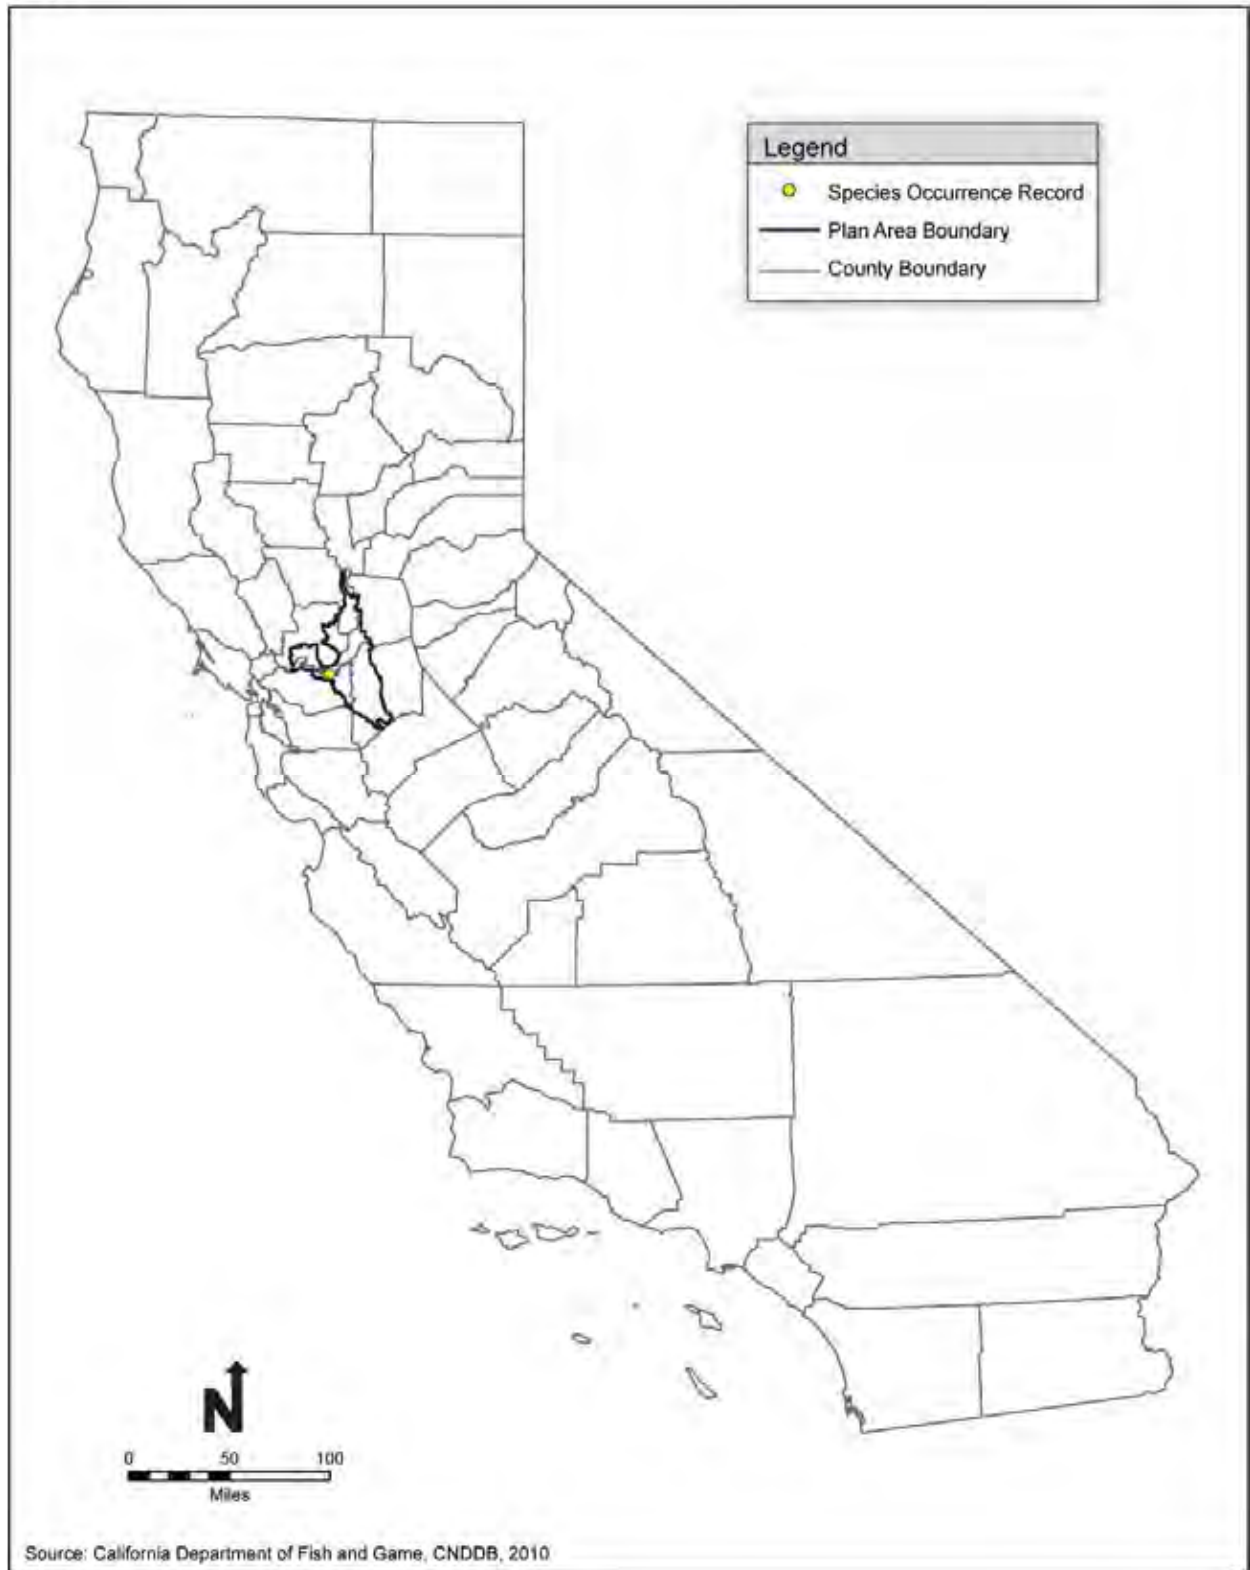 Legend
Species Occurrence Record
Plan Area Boundary
County Boundary
N
0 50 100
Miles
Source: California Department of Fish and Game, CNDDB, 2010